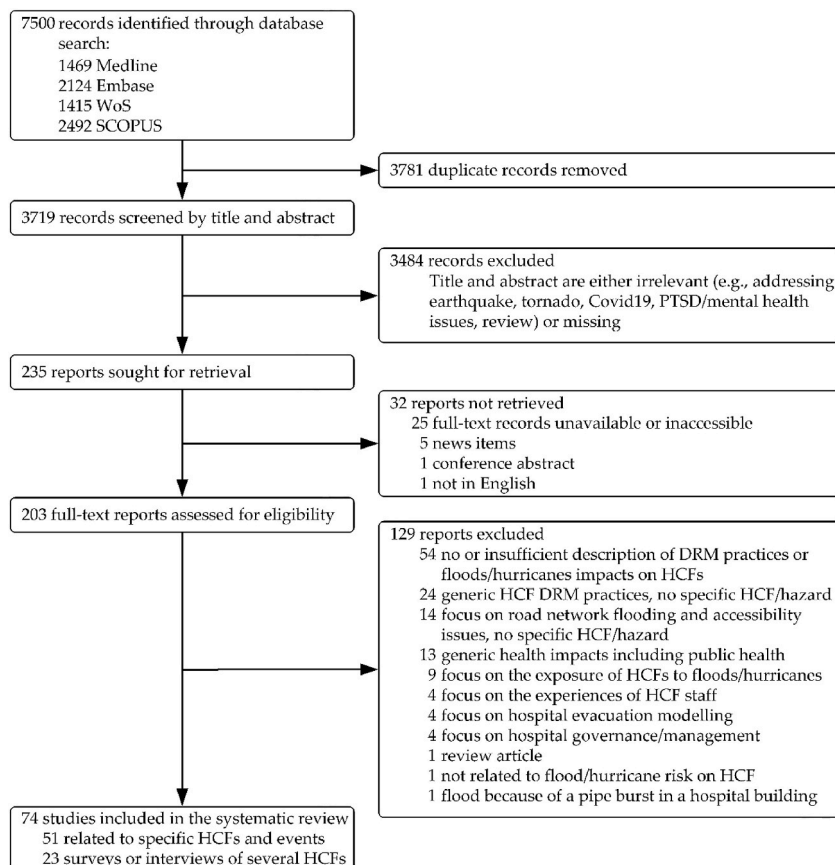 7500 records identified through database
search:
1469 Medline
2124 Embase
1415 WoS
2492 SCOPUS
3781 duplicate records removed
3719 records screened by title and abstract
3484 records excluded
Title and abstract are either irrelevant (e.g., addressing
earthquake, tornado, Covid19, PTSD/mental health
issues, review) or missing
235 reports sought for retrieval
32 reports not retrieved
25 full-text records unavailable or inaccessible
5 news items
1 conference abstract
1 not in English
203 full-text reports assessed for eligibility
129 reports excluded
54 no or insufficient description of DRM practices or
floods/hurricanes impacts on HCFs
24 generic HCF DRM practices, no specific HCF/hazard
14 focus on road network flooding and accessibility
issues, no specific HCF/hazard
13 generic health impacts including public health
9 focus on the exposure of HCFs to floods/hurricanes
4 focus on the experiences of HCF staff
4 focus on hospital evacuation modelling
4 focus on hospital governance/management
1 review article
1 not related to flood/hurricane risk on HCF
1 flood because of a pipe burst in a hospital building
74 studies included in the systematic review
51 related to specific HCFs and events
23 surveys or interviews of several HCFs